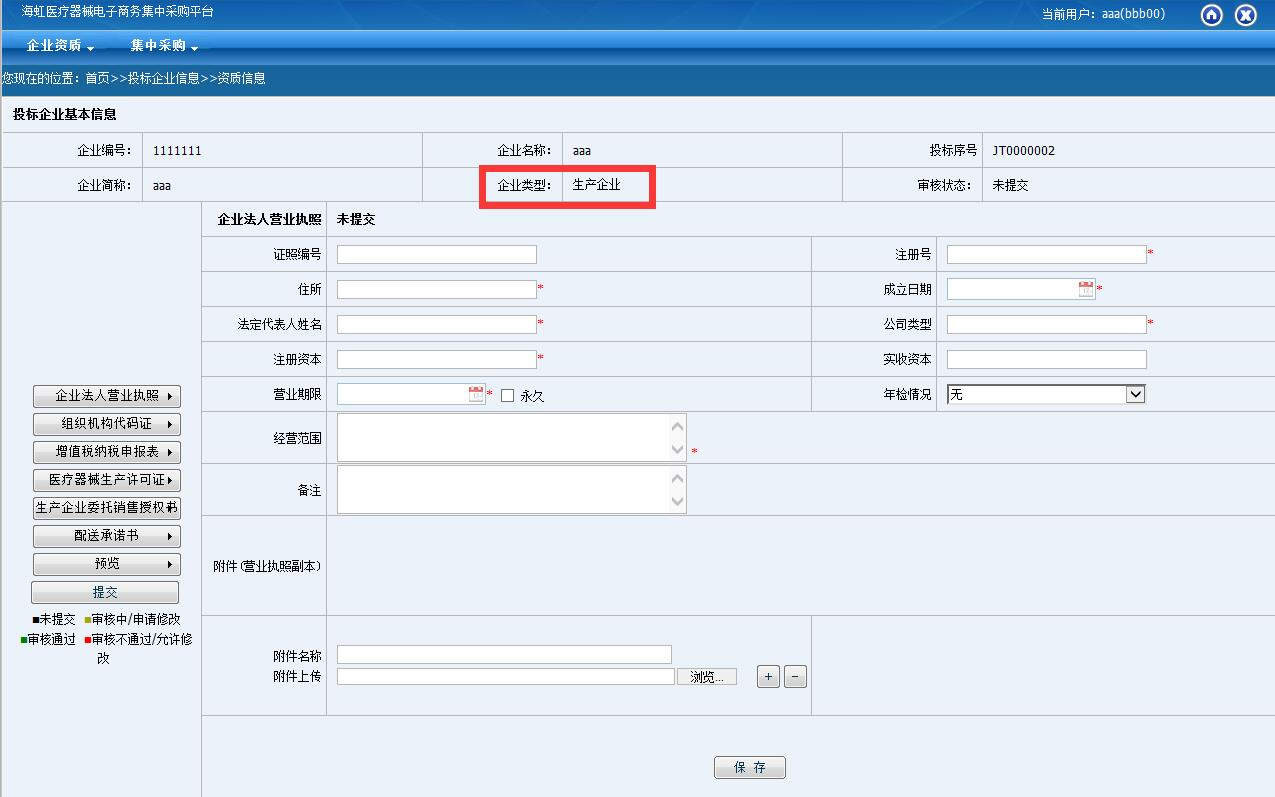 海虹医疗器械电子商务集中采购平台 当前用户：aaa(bbb00)
企业资质 集中采购
您现在的位置：首页>>投标企业信息>>资质信息
投标企业基本信息
企业编号： 1111111 企业名称： aaa 投标序号 JT0000002
企业简称： aaa 企业类型： 生产企业 审核状态： 未提交
企业法人营业执照 未提交
证照编号 注册号 *
住所 * 成立日期 *
法定代表人姓名 * 公司类型 *
注册资本 * 实收资本
营业期限 * 永久 年检情况 无
经营范围 *
备注
附件(营业执照副本)
附件名称
附件上传 浏览... + -
保 存
企业法人营业执照
组织机构代码证
增值税纳税申报表
医疗器械生产许可证
生产企业委托销售授权书
配送承诺书
预览
提交
■未提交 ■审核中/申请修改
■审核通过 ■审核不通过/允许修
改